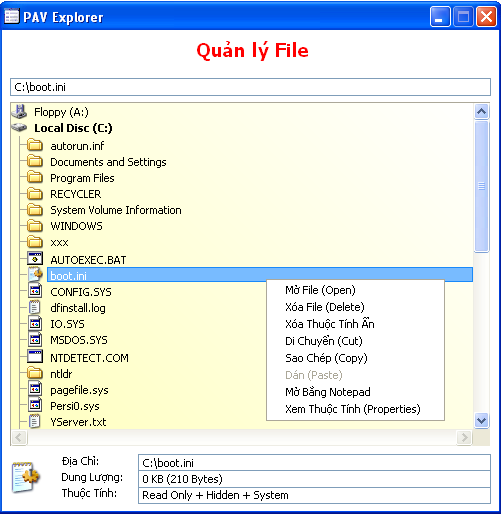 PAV Explorer
Quản lý File
C:\boot.ini
Floppy (A:)
Local Disc (C:)
autorun.inf
Documents and Settings
Program Files
RECYCLER
System Volume Information
WINDOWS
xxx
AUTOEXEC.BAT
boot.ini
CONFIG.SYS
dfinstall.log
IO.SYS
MSDOS.SYS
NTDETECT.COM
ntldr
pagefile.sys
Persi0.sys
YServer.txt
Mở File (Open)
Xóa File (Delete)
Xóa Thuộc Tính Ẩn
Di Chuyển (Cut)
Sao Chép (Copy)
Dán (Paste)
Mở Bằng Notepad
Xem Thuộc Tính (Properties)
Địa Chỉ: C:\boot.ini
Dung Lượng: 0 KB (210 Bytes)
Thuộc Tính: Read Only + Hidden + System